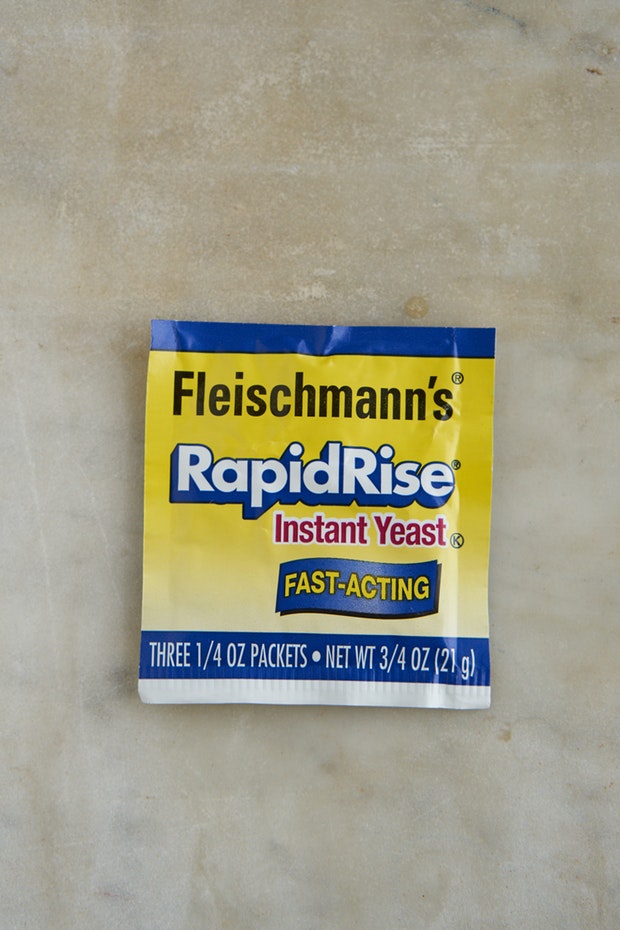 Fleischmann's®
RapidRise®
Instant Yeast Ⓚ
FAST-ACTING
THREE 1/4 OZ PACKETS • NET WT 3/4 OZ (21 g)